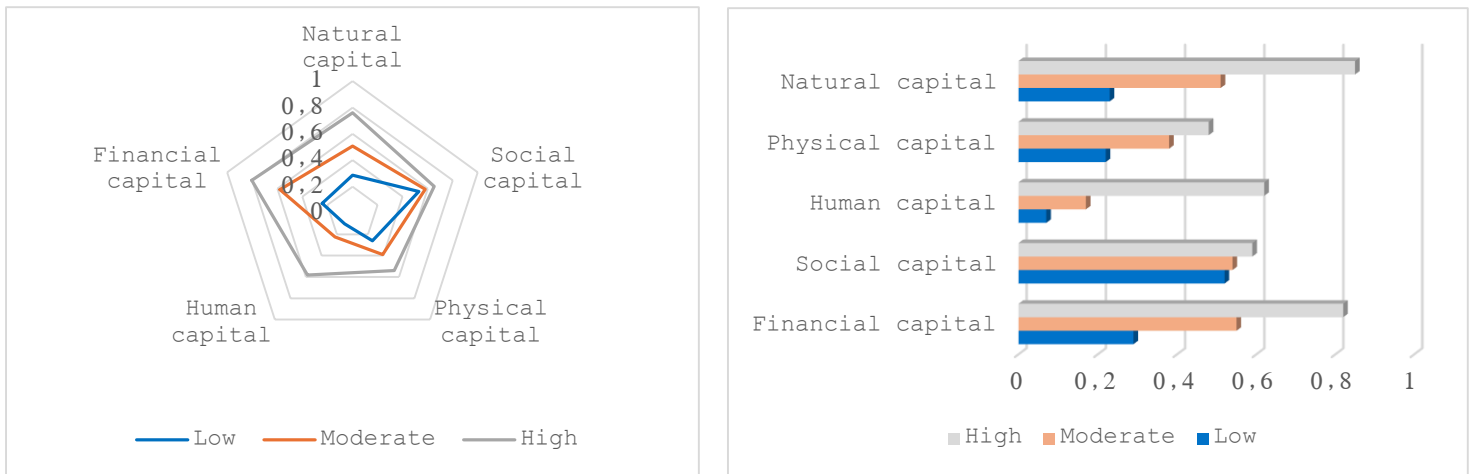 Natural
capital
1
0,8
0,6
0,4
0,2
0
Financial
capital
Social
capital
Human
capital
Physical
capital
Low Moderate High
Natural capital
Physical capital
Human capital
Social capital
Financial capital
0 0,2 0,4 0,6 0,8 1
High Moderate Low